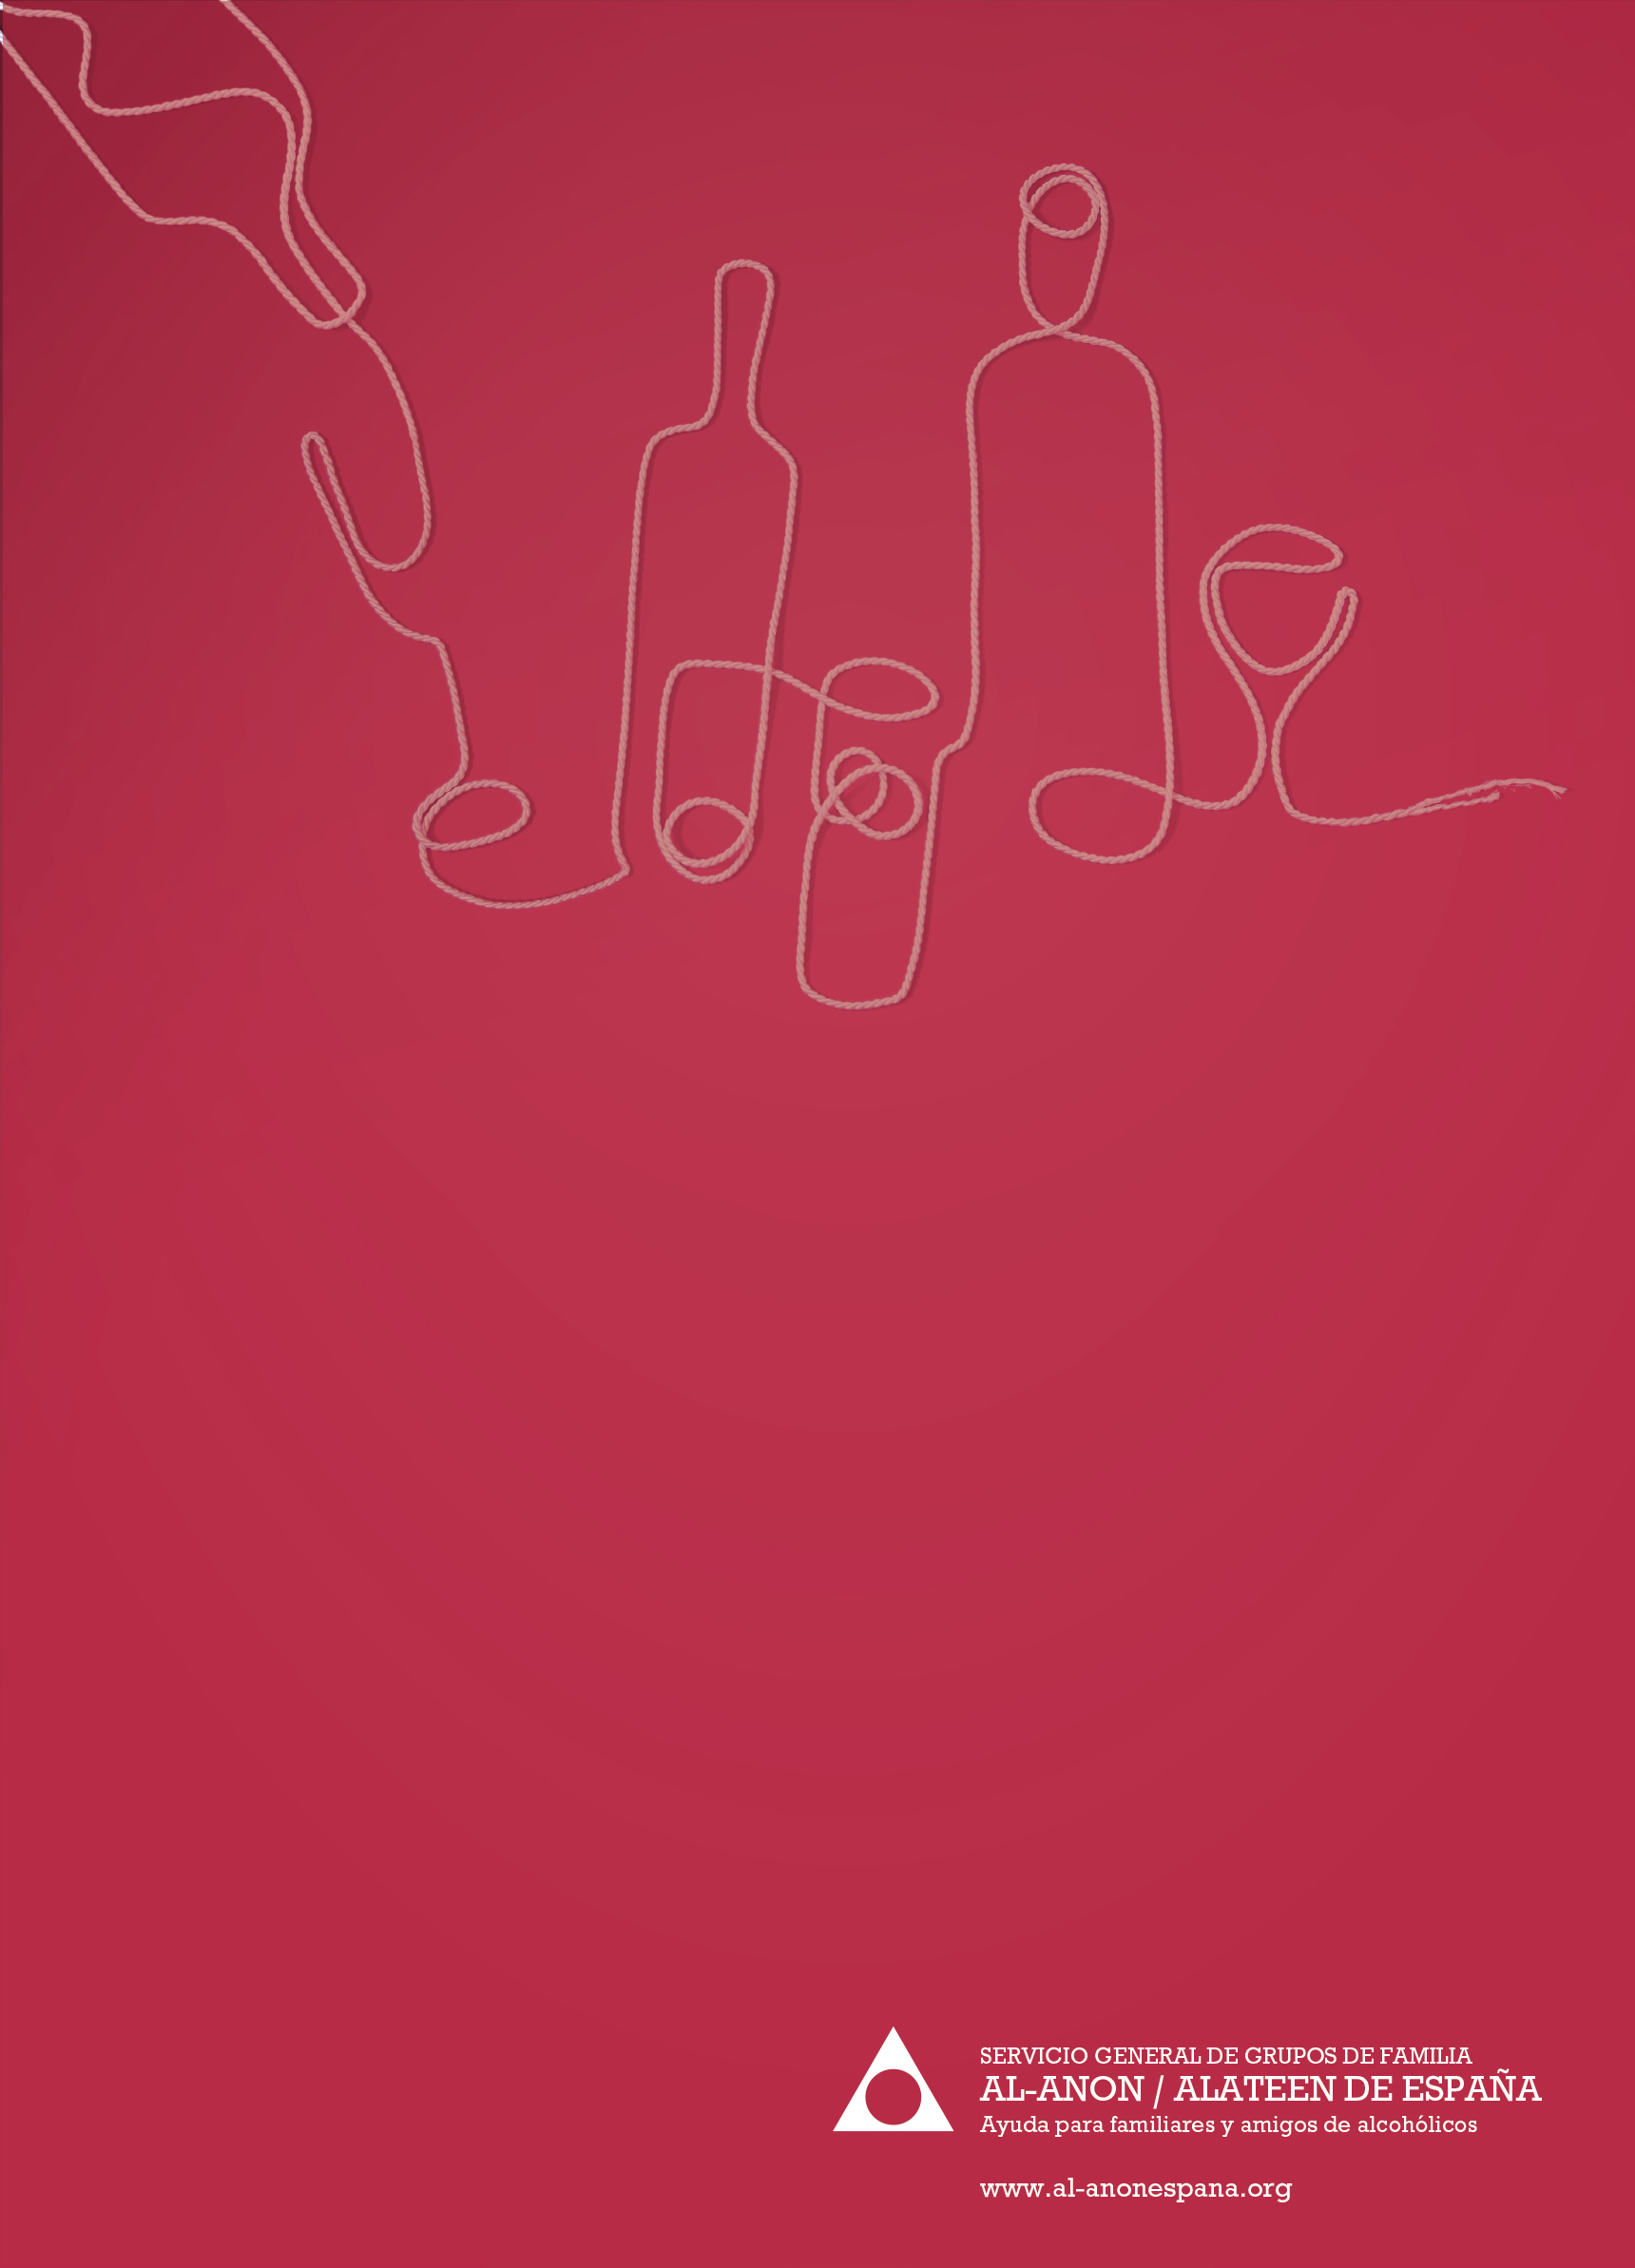 SERVICIO GENERAL DE GRUPOS DE FAMILIA
AL-ANON / ALATEEN DE ESPAÑA
Ayuda para familiares y amigos de alcohólicos
www.al-anonespana.org